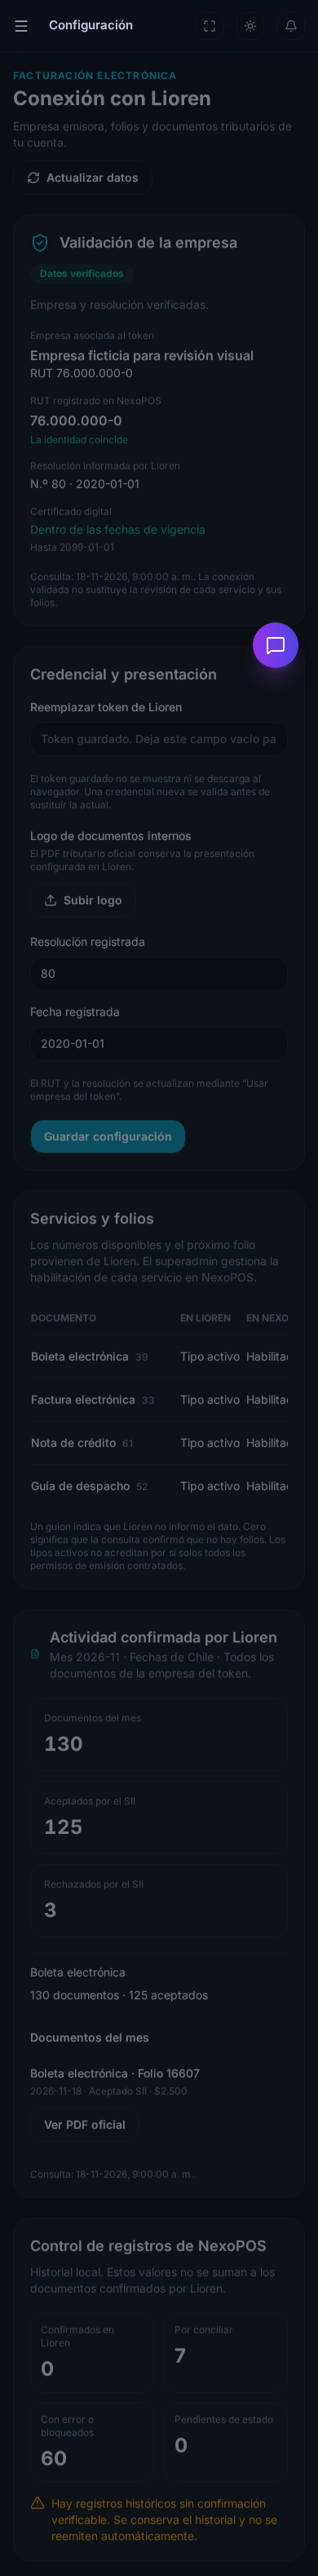 Configuración
FACTURACIÓN ELECTRÓNICA
Conexión con Lioren
Empresa emisora, folios y documentos tributarios de
tu cuenta.
Actualizar datos
Validación de la empresa
Datos verificados
Empresa y resolución verificadas.
Empresa asociada al token
Empresa ficticia para revisión visual
RUT 76.000.000-0
RUT registrado en NexoPOS
76.000.000-0
La identidad coincide
Resolución informada por Lioren
N.º 80 · 2020-01-01
Certificado digital
Dentro de las fechas de vigencia
Hasta 2099-01-01
Consulta: 18-11-2026, 9:00:00 a. m.. La conexión
validada no sustituye la revisión de cada servicio y sus
folios.
Credencial y presentación
Reemplazar token de Lioren
Token guardado. Deja este campo vacío pa
El token guardado no se muestra ni se descarga al
navegador. Una credencial nueva se valida antes de
sustituir la actual.
Logo de documentos internos
El PDF tributario oficial conserva la presentación
configurada en Lioren.
Subir logo
Resolución registrada
80
Fecha registrada
2020-01-01
El RUT y la resolución se actualizan mediante "Usar
empresa del token".
Guardar configuración
Servicios y folios
Los números disponibles y el próximo folio
provienen de Lioren. El superadmin gestiona la
habilitación de cada servicio en NexoPOS.
DOCUMENTO EN LIOREN EN NEXO
Boleta electrónica 39 Tipo activo Habilitad
Factura electrónica 33 Tipo activo Habilitad
Nota de crédito 61 Tipo activo Habilitad
Guía de despacho 52 Tipo activo Habilitad
Un guion indica que Lioren no informó el dato. Cero
significa que la consulta confirmó que no hay folios. Los
tipos activos no acreditan por sí solos todos los
permisos de emisión contratados.
Actividad confirmada por Lioren
Mes 2026-11 · Fechas de Chile · Todos los
documentos de la empresa del token.
Documentos del mes
130
Aceptados por el SII
125
Rechazados por el SII
3
Boleta electrónica
130 documentos · 125 aceptados
Documentos del mes
Boleta electrónica · Folio 16607
2026-11-18 · Aceptado SII · $2.500
Ver PDF oficial
Consulta: 18-11-2026, 9:00:00 a. m..
Control de registros de NexoPOS
Historial local. Estos valores no se suman a los
documentos confirmados por Lioren.
Confirmados en
Lioren
0
Por conciliar
7
Con error o
bloqueados
60
Pendientes de estado
0
Hay registros históricos sin confirmación
verificable. Se conserva el historial y no se
reemiten automáticamente.